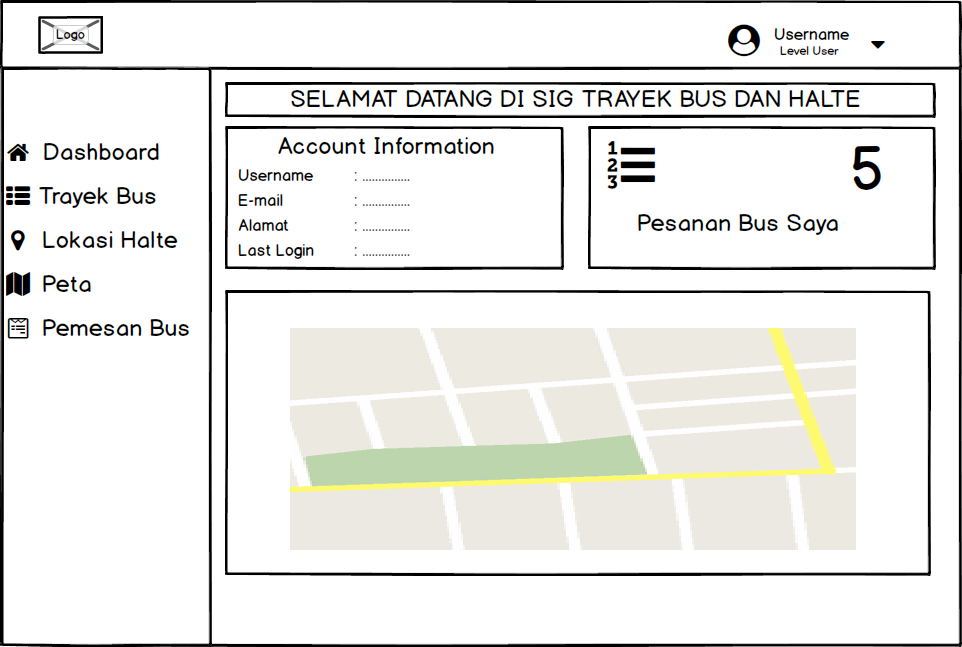 Logo
Username
Level User
Dashboard
Trayek Bus
Lokasi Halte
Peta
Pemesan Bus
SELAMAT DATANG DI SIG TRAYEK BUS DAN HALTE
Account Information
Username : ...............
E-mail : ...............
Alamat : ...............
Last Login : ...............
1
2
3
5
Pesanan Bus Saya